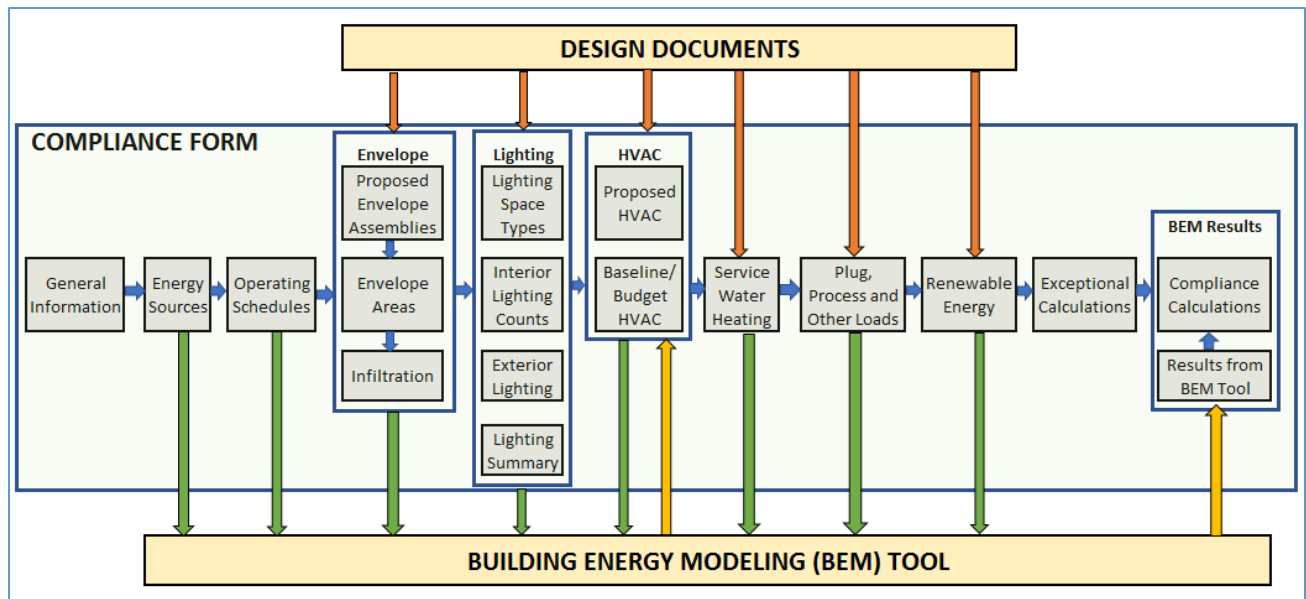 DESIGN DOCUMENTS
COMPLIANCE FORM
Envelope
Proposed
Envelope
Assemblies
Envelope
Areas
Infiltration
Lighting
Lighting
Space
Types
Interior
Lighting
Counts
Exterior
Lighting
Lighting
Summary
HVAC
Proposed
HVAC
Baseline/
Budget
HVAC
General
Information
Energy
Sources
Operating
Schedules
Service
Water
Heating
Plug,
Process and
Other Loads
Renewable
Energy
Exceptional
Calculations
BEM Results
Compliance
Calculations
Results from
BEM Tool
BUILDING ENERGY MODELING (BEM) TOOL